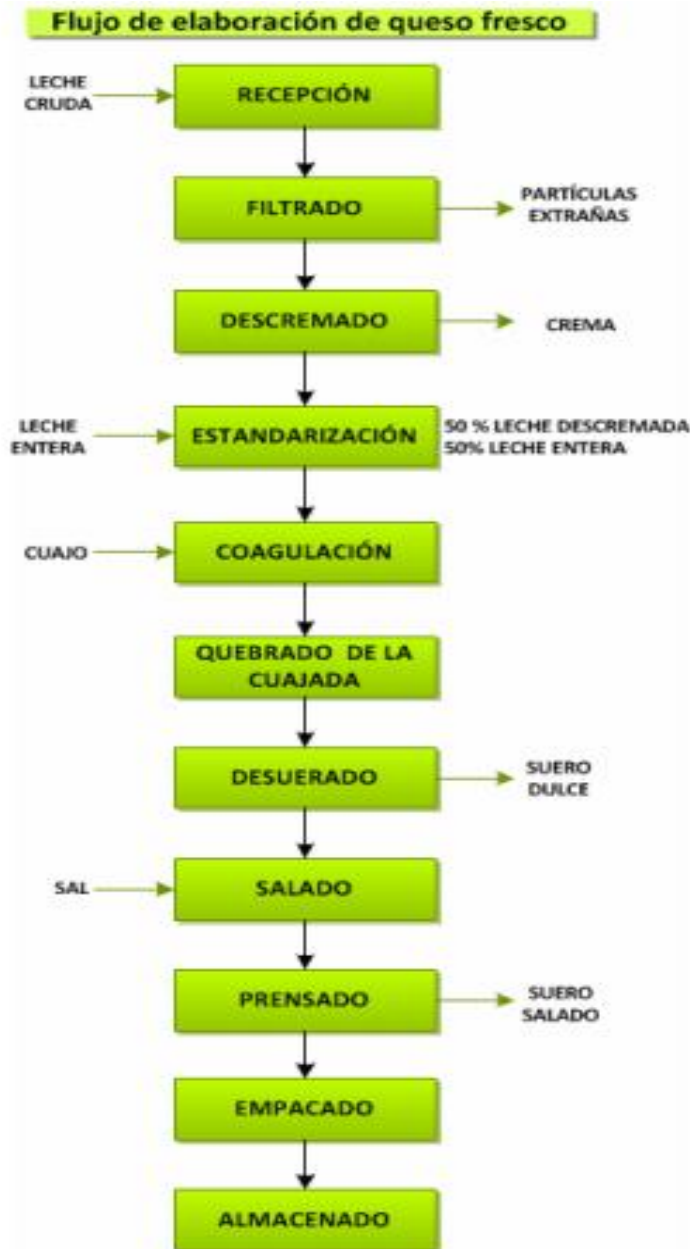 Flujo de elaboración de queso fresco
LECHE
CRUDA
RECEPCIÓN
FILTRADO
PARTÍCULAS
EXTRAÑAS
DESCREMADO
CREMA
LECHE
ENTERA
ESTANDARIZACIÓN
50 % LECHE DESCREMADA
50% LECHE ENTERA
CUAJO
COAGULACIÓN
QUEBRADO DE LA
CUAJADA
DESUERADO
SUERO
DULCE
SAL
SALADO
PRENSADO
SUERO
SALADO
EMPACADO
ALMACENADO